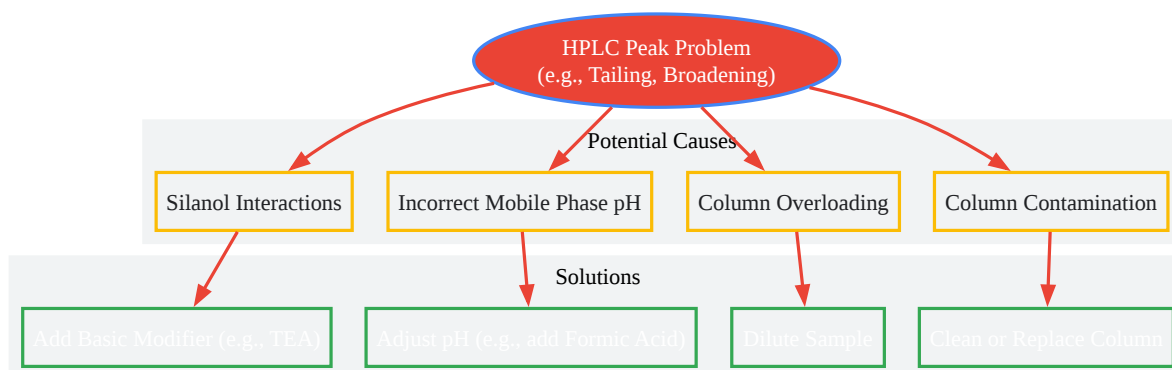 HPLC Peak Problem
(e.g., Tailing, Broadening)
Potential Causes
Silanol Interactions
Incorrect Mobile Phase pH
Column Overloading
Column Contamination
Solutions
Add Basic Modifier (e.g., TEA)
Adjust pH (e.g., add Formic Acid)
Dilute Sample
Clean or Replace Column